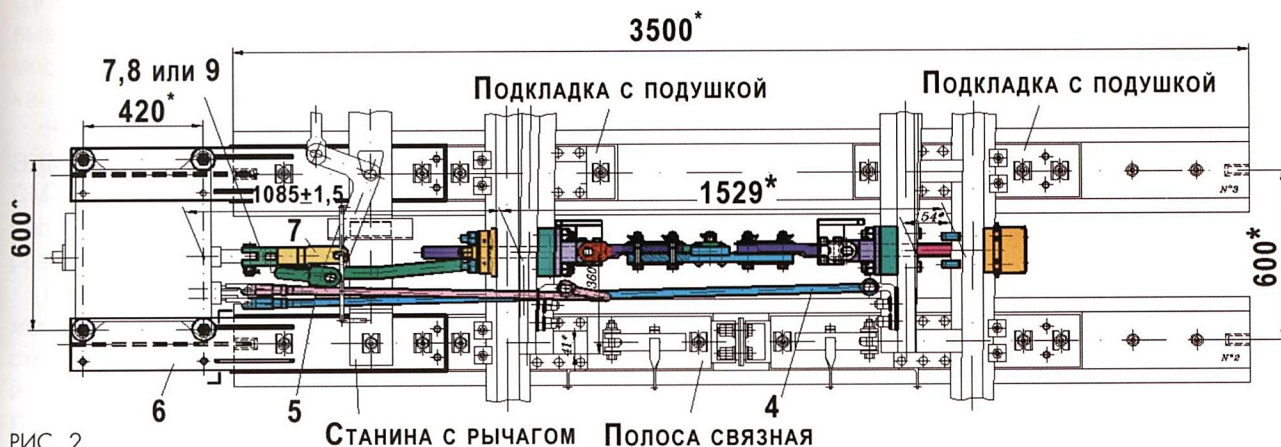 3500*
7,8 или 9
Подкладка с подушкой
Подкладка с подушкой
420*
1085±1,5
1529*
600*
7
54*
N°3
360
600*
41*
N°2
6
5
4
Станина с рычагом
Полоса связная
РИС. 2